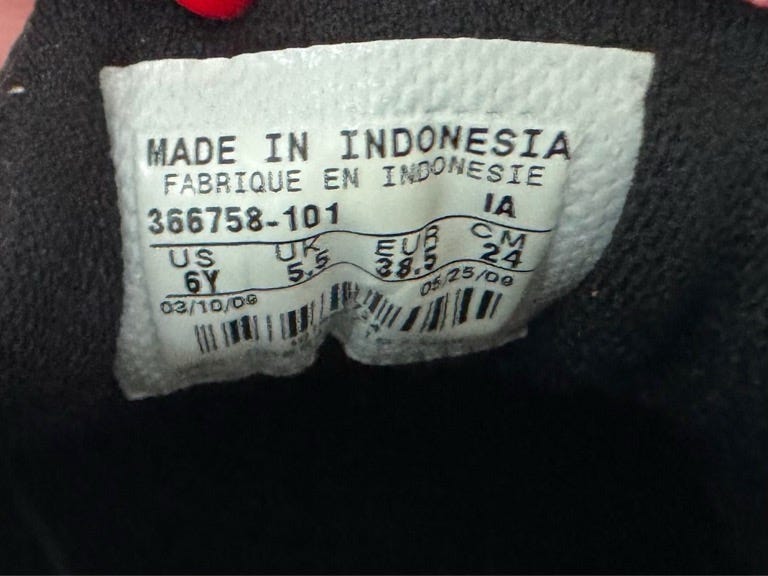 MADE IN INDONESIA
FABRIQUE EN INDONESIE
366758-101 IA
US UK EUR CM
6Y 5.5 38.5 24
03/10/09 05/25/09